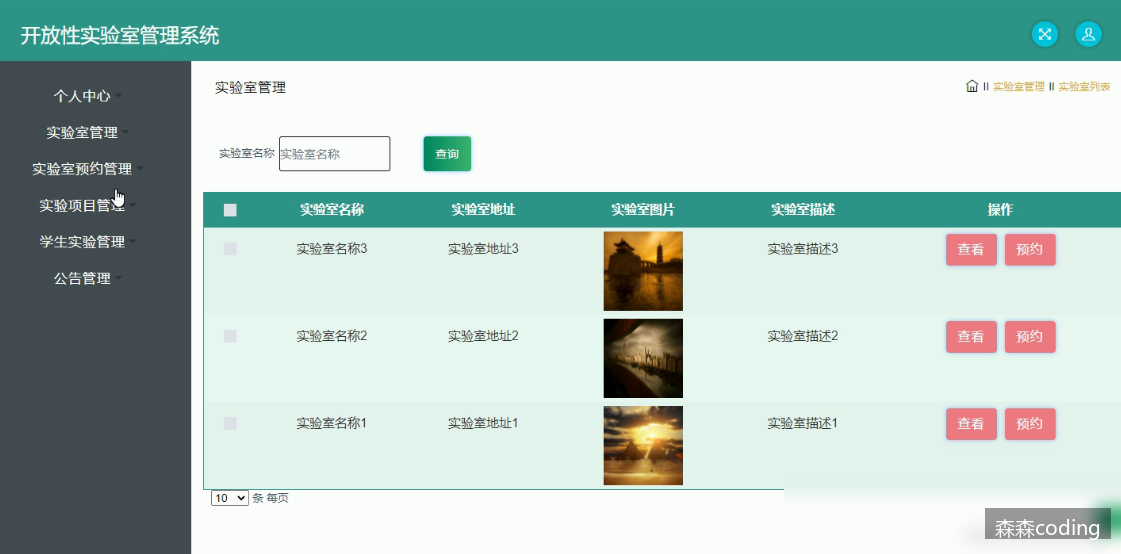 开放性实验室管理系统
个人中心
实验室管理
实验室预约管理
实验项目管理
学生实验管理
公告管理
实验室管理
实验室管理 实验室列表
实验室名称 实验室名称 查询
实验室名称 实验室地址 实验室图片 实验室描述 操作
实验室名称3 实验室地址3 实验室描述3 查看 预约
实验室名称2 实验室地址2 实验室描述2 查看 预约
实验室名称1 实验室地址1 实验室描述1 查看 预约
10 条 每页
森森coding